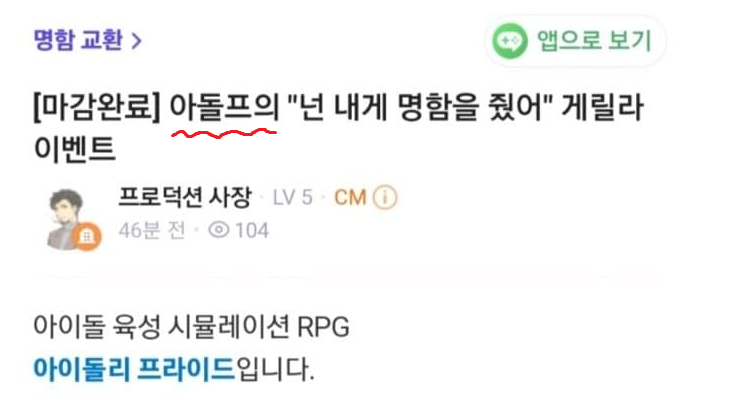 명함 교환 >
앱으로 보기
[마감완료] 아돌프의 "넌 내게 명함을 줬어" 게릴라
이벤트
프로덕션 사장 · LV 5 · CM
46분 전 · 104
아이돌 육성 시뮬레이션 RPG
아이돌리 프라이드입니다.